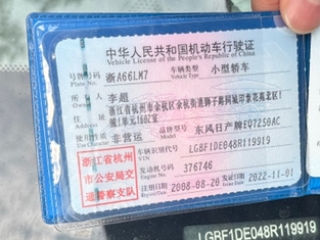 中华人民共和国机动车行驶证
Vehicle License of the People's Republic of China
号牌号码 浙A66LM7 车辆类型 小型轿车
Plate No. Vehicle Type
所有人 李超
Owner
住址 浙江省杭州市余杭区余杭街道狮子路同城印象花苑北区1
幢1单元1602室
使用性质 非营运 品牌型号 东风日产牌EQ7250AC
浙江省杭州
市公安局交
通警察支队
车辆识别代号 LGBF1DE048R119919
VIN
发动机号码 376746
Engine No.
注册日期 2008-08-20 发证日期 2022-11-01
LGBF1DE048R119919